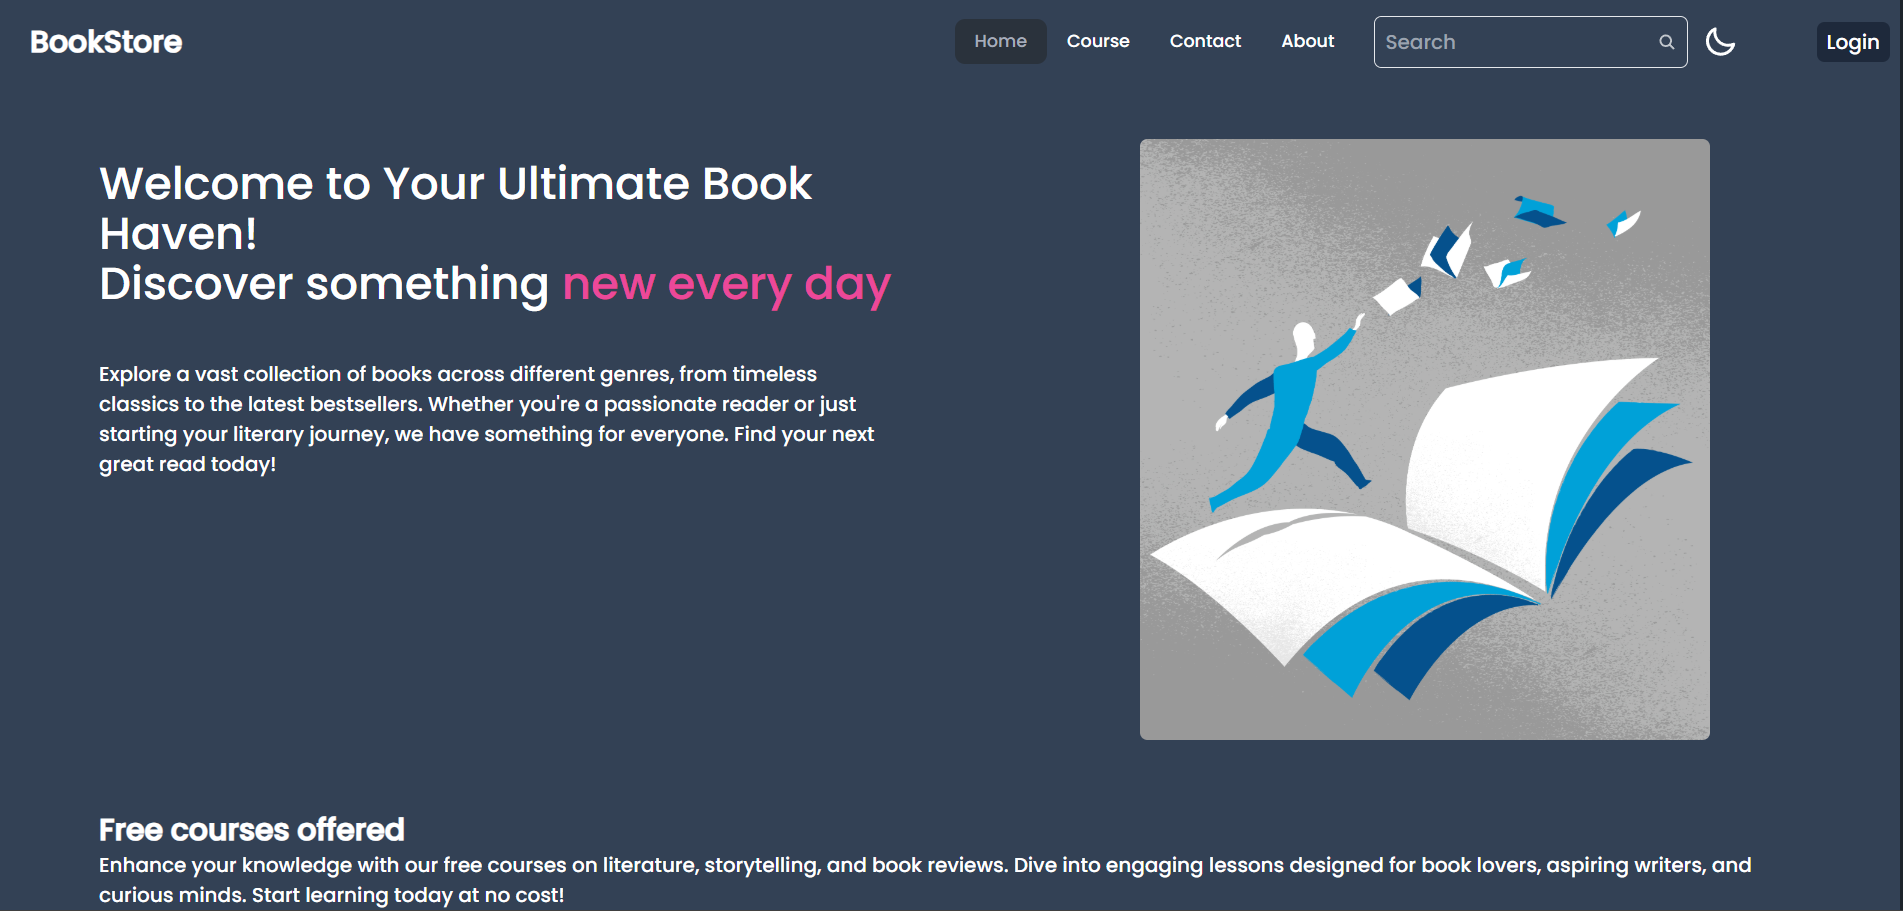 BookStore
Home
Course
Contact
About
Search
Login
Welcome to Your Ultimate Book
Haven!
Discover something new every day
Explore a vast collection of books across different genres, from timeless
classics to the latest bestsellers. Whether you're a passionate reader or just
starting your literary journey, we have something for everyone. Find your next
great read today!
Free courses offered
Enhance your knowledge with our free courses on literature, storytelling, and book reviews. Dive into engaging lessons designed for book lovers, aspiring writers, and
curious minds. Start learning today at no cost!